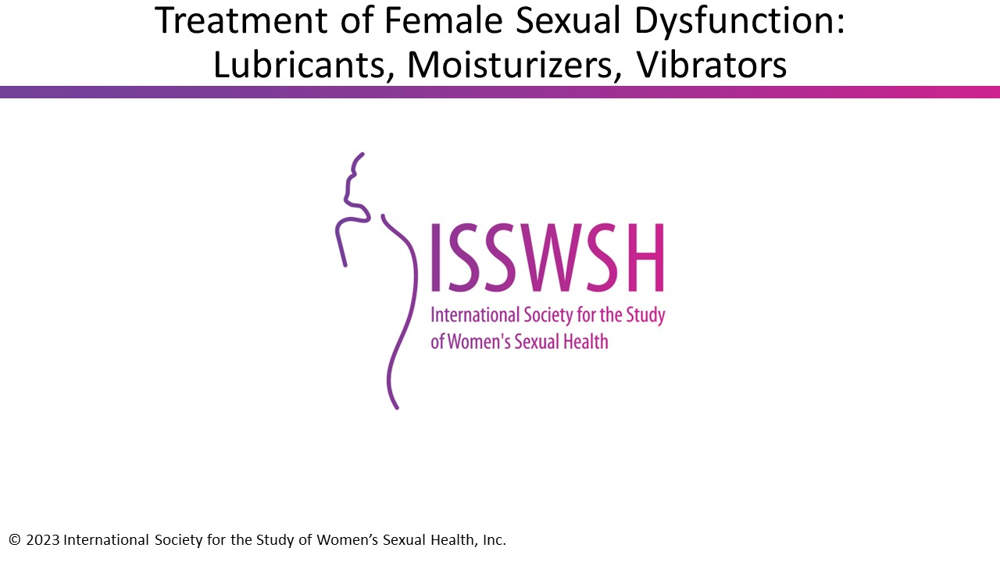 Treatment of Female Sexual Dysfunction:
Lubricants, Moisturizers, Vibrators
ISSWSH
International Society for the Study
of Women's Sexual Health
© 2023 International Society for the Study of Women’s Sexual Health, Inc.